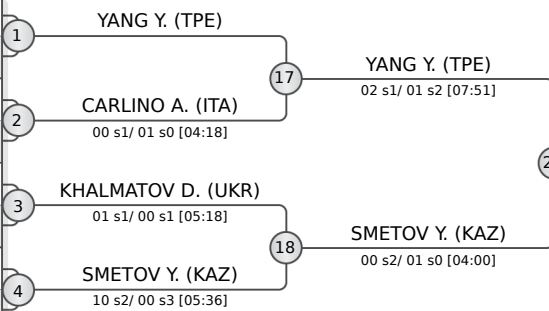 YANG Y. (TPE)
1
17
YANG Y. (TPE)
02 s1/ 01 s2 [07:51]
CARLINO A. (ITA)
2
00 s1/ 01 s0 [04:18]
KHALMATOV D. (UKR)
3
01 s1/ 00 s1 [05:18]
18
SMETOV Y. (KAZ)
00 s2/ 01 s0 [04:00]
SMETOV Y. (KAZ)
4
10 s2/ 00 s3 [05:36]